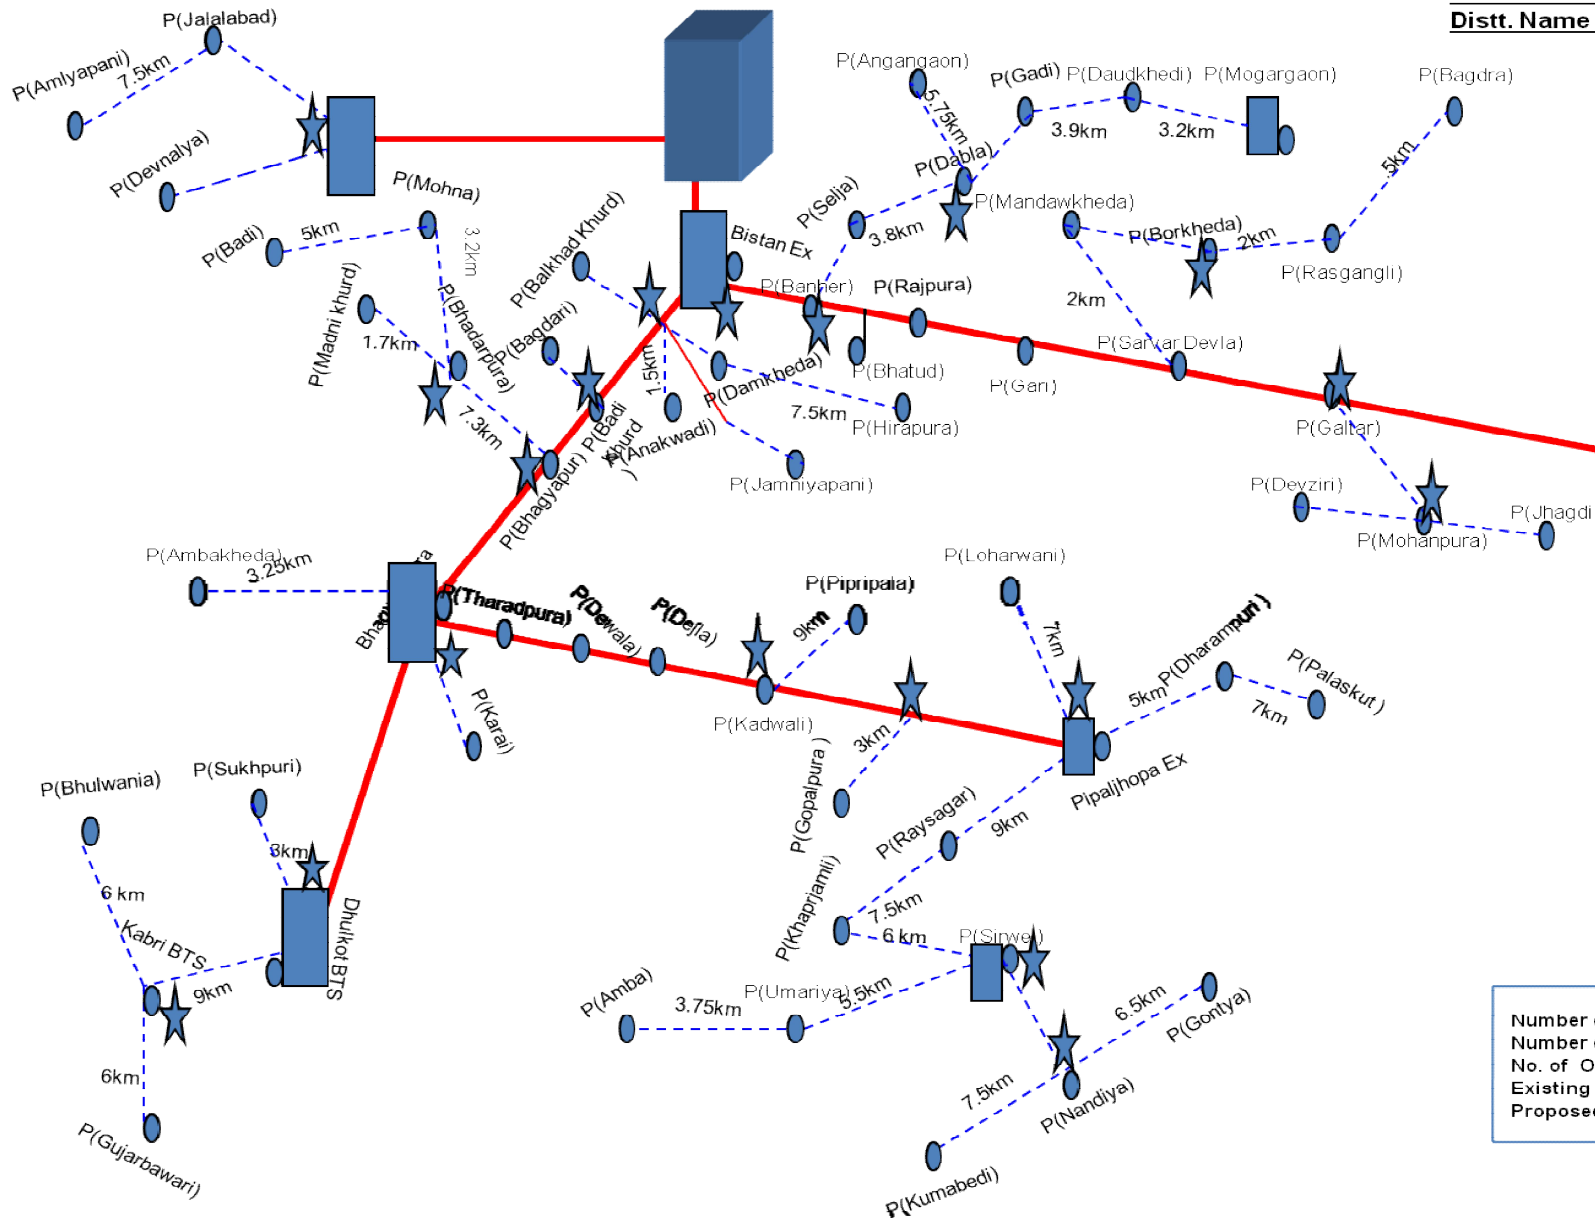 Distt. Name
P(Jalalabad)
P(Amlyapani)
7.5km
P(Devnalya)
P(Mohna)
P(Badi)
5km
3.2km
P(Madni khurd)
1.7km
P(Bhadarpura)
7.3km
P(Bagdari)
P(Balkhad Khurd)
Bistan Ex
P(Angangaon)
5.75km
P(Gadi)
P(Daudkhedi)
P(Mogargaon)
P(Bagdra)
3.9km
3.2km
5km
P(Dabla)
P(Selja)
3.8km
P(Mandawkheda)
P(Borkheda)
2km
P(Rasgangli)
2km
P(Banher)
P(Rajpura)
P(Bhatud)
P(Gari)
P(Sarvar Devla)
P(Galtar)
P(Devziri)
P(Mohanpura)
P(Jhagdi
1.5km
P(Damkheda)
7.5km
P(Hirapura)
P(Badi
Khurd
)
P(Anakwadi)
P(Jamniyapani)
P(Bhagyapur)
P(Ambakheda)
3.25km
P(Tharadpura)
P(Dewala)
P(Dejla)
P(Kadwali)
9km
P(Pipripala)
P(Karai)
P(Loharwani)
7km
P(Dharampuri)
5km
P(Palaskut )
7km
3km
P(Gopalpura )
Pipaljhopa Ex
P(Raysagar)
9km
P(Khaprjamli)
7.5km
6 km
P(Sirwel)
P(Umariya)
5.5km
P(Amba)
3.75km
6.5km
P(Gontya)
7.5km
P(Nandiya)
P(Kumabedi)
P(Bhulwania)
P(Sukhpuri)
3km
6 km
Kabri BTS
9km
Dhulkot BTS
6km
P(Gujarbawari)
Number
Number
No. of O
Existing
Proposed